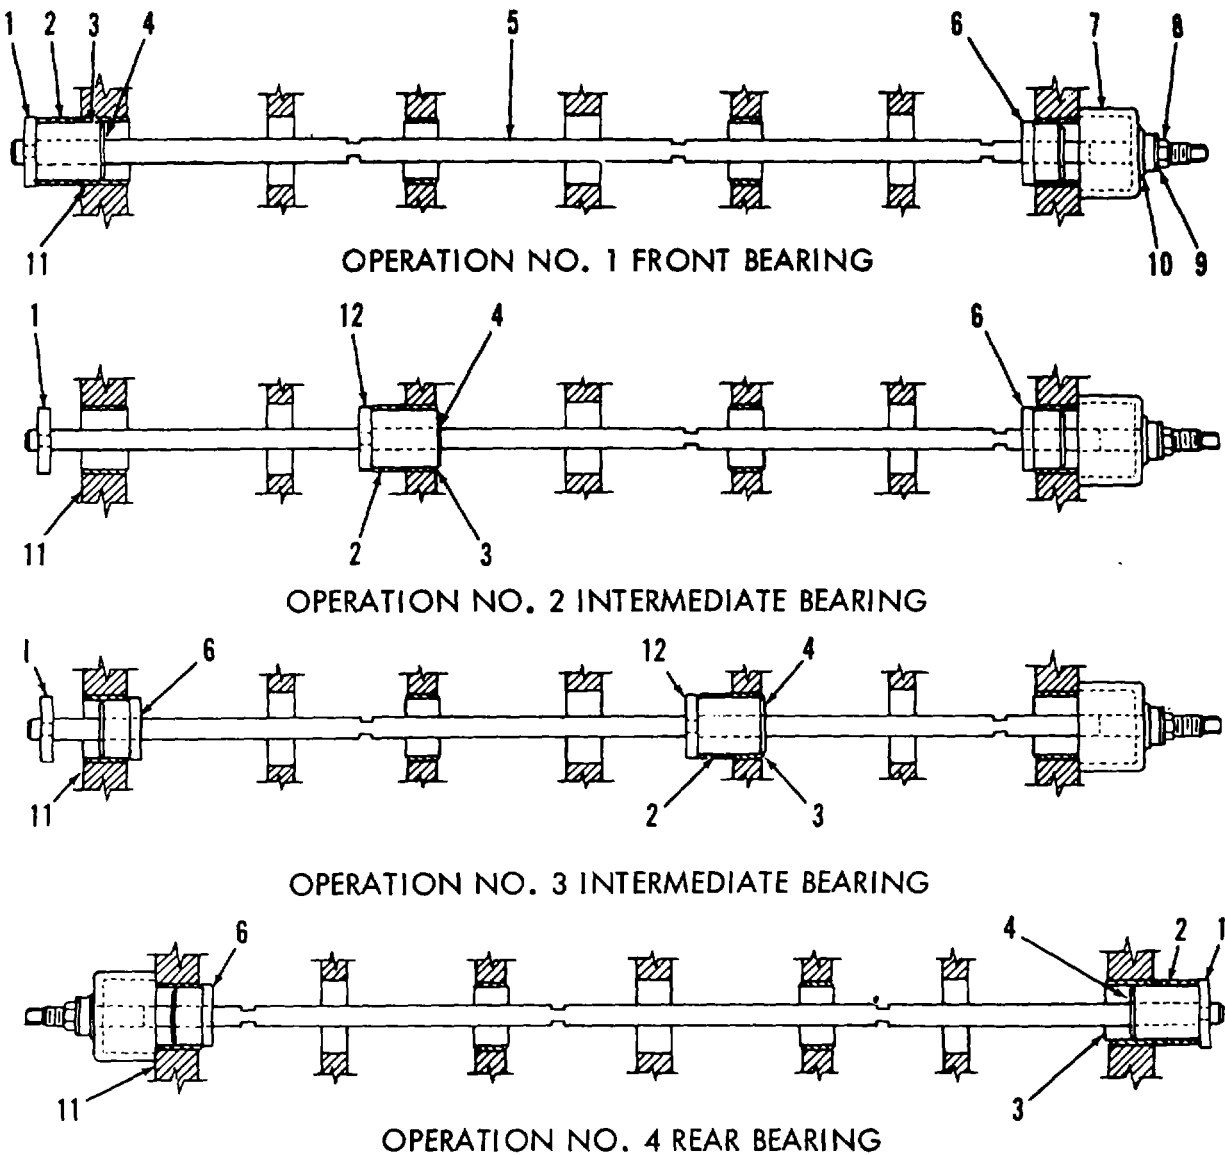 1 2 3 4 5 6 7 8
11 10 9
OPERATION NO. 1 FRONT BEARING
1 12 4 6
11 2 3
OPERATION NO. 2 INTERMEDIATE BEARING
1 6 12 4
11 2 3
OPERATION NO. 3 INTERMEDIATE BEARING
6 4 2 1
11 3
OPERATION NO. 4 REAR BEARING